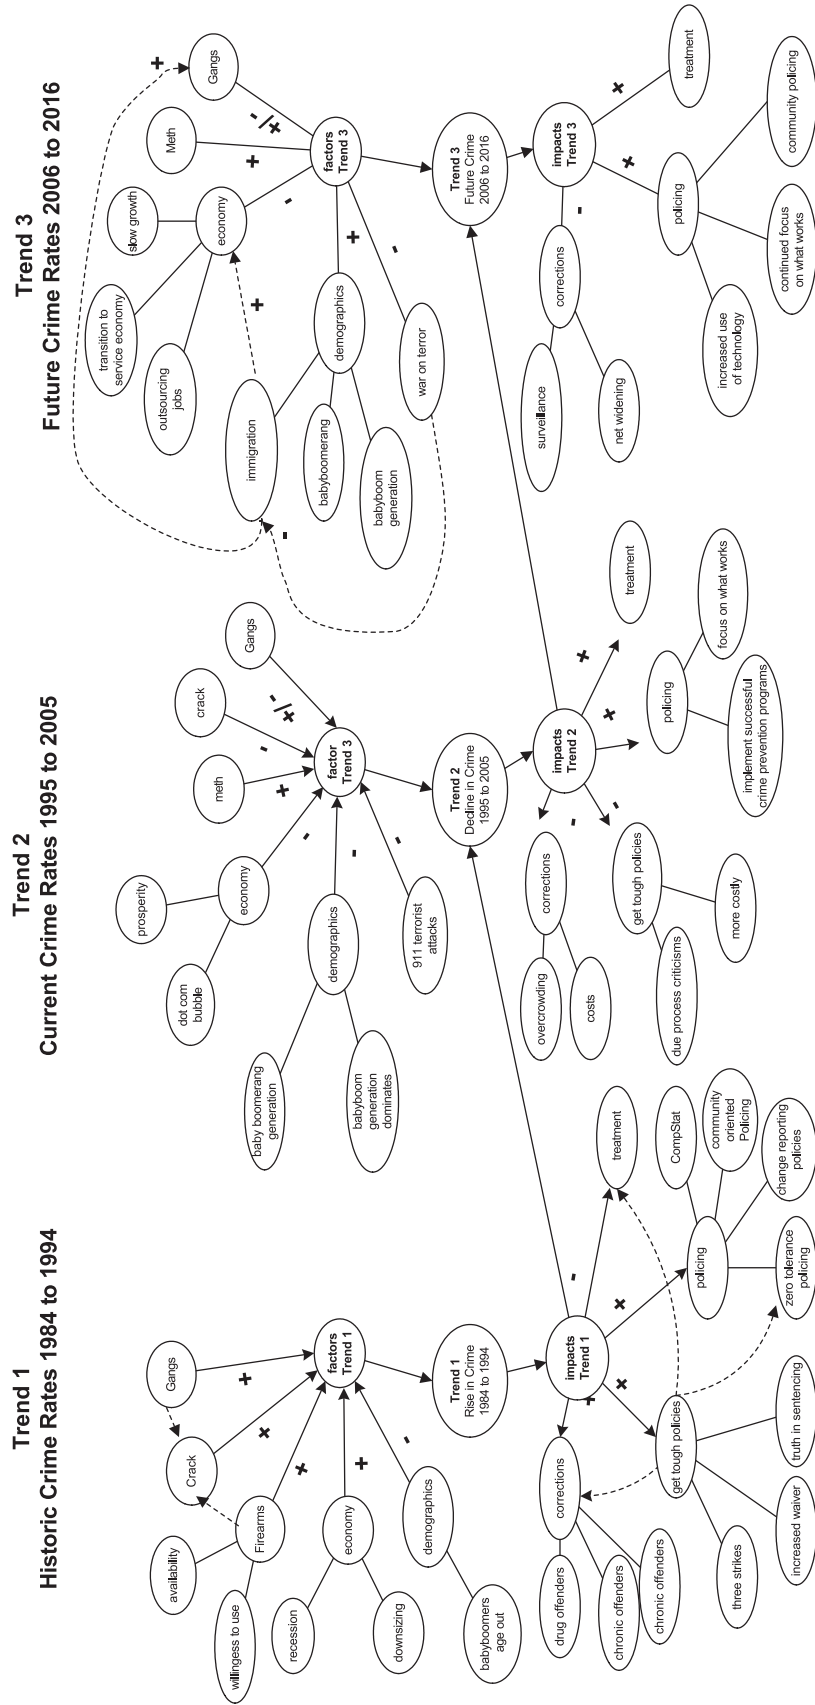 Trend 1
Historic Crime Rates 1984 to 1994
Gangs
+
Crack
+
availability
Firearms
+
willingess to use
recession
economy
+
downsizing
demographics
-
babyboomers
age out
factors
Trend 1
Trend 1
Rise in Crime
1984 to 1994
impacts
Trend 1
-
treatment
+
policing
CompStat
community
oriented
Policing
change reporting
policies
zero tolerance
policing
+
get tough policies
truth in sentencing
increased waiver
three strikes
+
corrections
drug offenders
chronic offenders
chronic offenders
Trend 2
Current Crime Rates 1995 to 2005
Gangs
-/+
crack
-
meth
+
prosperity
economy
-
dot com
bubble
demographics
-
baby boomerang
generation
babyboom
generation
dominates
911 terrorist
attacks
-
factor
Trend 3
Trend 2
Decline in Crime
1995 to 2005
impacts
Trend 2
+
treatment
+
policing
focus on what works
implement successful
crime prevention programs
-
get tough policies
more costly
due process criticisms
-
corrections
overcrowding
costs
Trend 3
Future Crime Rates 2006 to 2016
+
Gangs
-/+
Meth
+
slow growth
economy
-
transition to
service economy
outsourcing
jobs
+
immigration
-
demographics
+
babyboomerang
babyboom
generation
war on terror
-
factors
Trend 3
Trend 3
Future Crime
2006 to 2016
impacts
Trend 3
+
treatment
+
policing
community policing
continued focus
on what works
increased use
of technology
-
corrections
surveillance
net widening